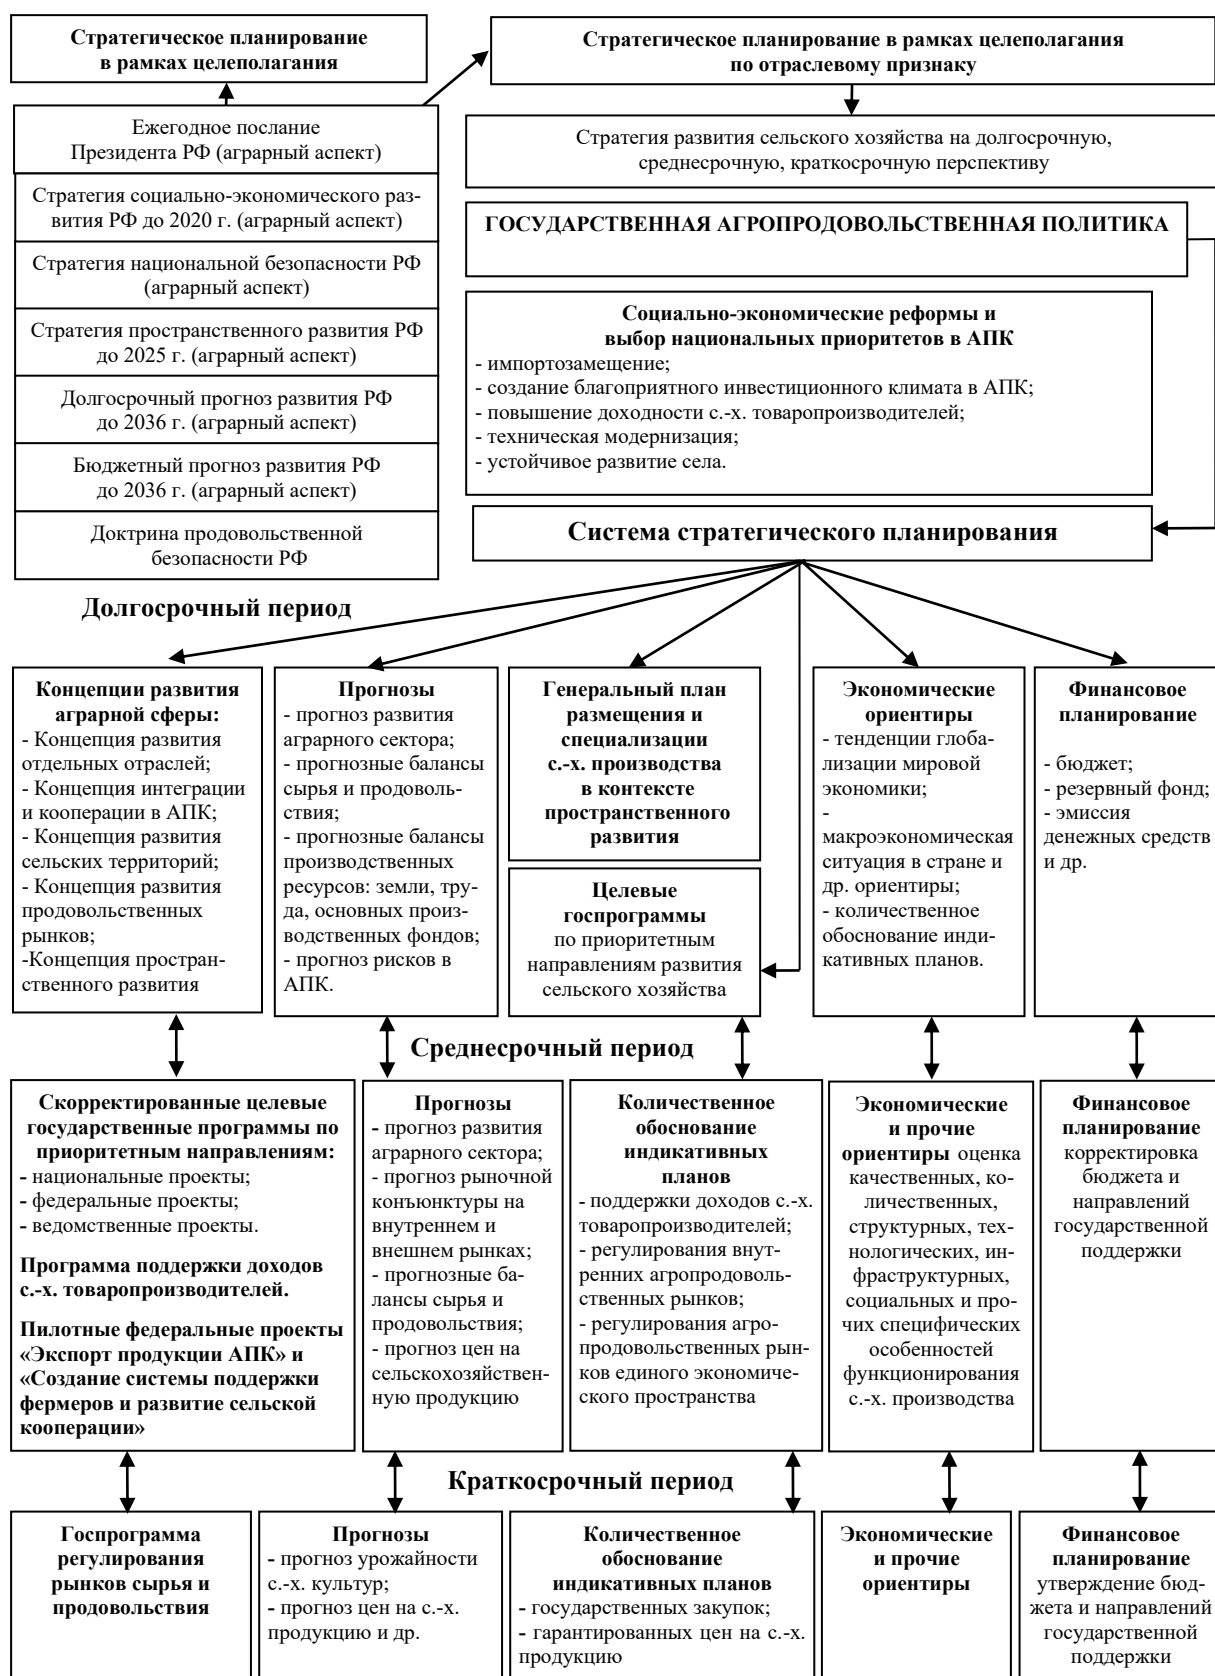 Стратегическое планирование
в рамках целеполагания
Стратегическое планирование в рамках целеполагания
по отраслевому признаку
Ежегодное послание
Президента РФ (аграрный аспект)
Стратегия социально-экономического раз-
вития РФ до 2020 г. (аграрный аспект)
Стратегия национальной безопасности РФ
(аграрный аспект)
Стратегия пространственного развития РФ
до 2025 г. (аграрный аспект)
Долгосрочный прогноз развития РФ
до 2036 г. (аграрный аспект)
Бюджетный прогноз развития РФ
до 2036 г. (аграрный аспект)
Доктрина продовольственной
безопасности РФ
Стратегия развития сельского хозяйства на долгосрочную,
среднесрочную, краткосрочную перспективу
ГОСУДАРСТВЕННАЯ АГРОПРОДОВОЛЬСТВЕННАЯ ПОЛИТИКА
Социально-экономические реформы и
выбор национальных приоритетов в АПК
- импортозамещение;
- создание благоприятного инвестиционного климата в АПК;
- повышение доходности с.-х. товаропроизводителей;
- техническая модернизация;
- устойчивое развитие села.
Система стратегического планирования
Долгосрочный период
Концепции развития
аграрной сферы:
- Концепция развития
отдельных отраслей;
- Концепция интеграции
и кооперации в АПК;
- Концепция развития
сельских территорий;
- Концепция развития
продовольственных
рынков;
-Концепция простран-
ственного развития
Прогнозы
- прогноз развития
аграрного сектора;
- прогнозные балансы
сырья и продоволь-
ствия;
- прогнозные балансы
производственных
ресурсов: земли, тру-
да, основных произ-
водственных фондов;
- прогноз рисков в
АПК.
Генеральный план
размещения и
специализации
с.-х. производства
в контексте
пространственного
развития
Целевые
госпрограммы
по приоритетным
направлениям развития
сельского хозяйства
Экономические
ориентиры
- тенденции глоба-
лизации мировой
экономики;
-
макроэкономическая
ситуация в стране и
др. ориентиры;
- количественное
обоснование инди-
кативных планов.
Финансовое
планирование
- бюджет;
- резервный фонд;
- эмиссия
денежных средств
и др.
Среднесрочный период
Скорректированные целевые
государственные программы по
приоритетным направлениям:
- национальные проекты;
- федеральные проекты;
- ведомственные проекты.
Программа поддержки доходов
с.-х. товаропроизводителей.
Пилотные федеральные проекты
«Экспорт продукции АПК» и
«Создание системы поддержки
фермеров и развитие сельской
кооперации»
Прогнозы
- прогноз развития
аграрного сектора;
- прогноз рыночной
конъюнктуры на
внутреннем и
внешнем рынках;
- прогнозные ба-
лансы сырья и
продовольствия;
- прогноз цен на
сельскохозяйствен-
ную продукцию
Количественное
обоснование
индикативных
планов
- поддержки доходов с.-х.
товаропроизводителей;
- регулирования внут-
ренних агропродоволь-
ственных рынков;
- регулирования агро-
продовольственных рын-
ков единого экономиче-
ского пространства
Экономические
и прочие
ориентиры оценка
качественных, ко-
личественных,
структурных, тех-
нологических, ин-
фраструктурных,
социальных и про-
чих специфических
особенностей
функционирования
с.-х. производства
Финансовое
планирование
корректировка
бюджета и
направлений
государственной
поддержки
Краткосрочный период
Госпрограмма
регулирования
рынков сырья и
продовольствия
Прогнозы
- прогноз урожайности
с.-х. культур;
- прогноз цен на с.-х.
продукцию и др.
Количественное
обоснование
индикативных планов
- государственных закупок;
- гарантированных цен на с.-х.
продукцию
Экономические
и прочие
ориентиры
Финансовое
планирование
утверждение бюд-
жета и направлений
государственной
поддержки